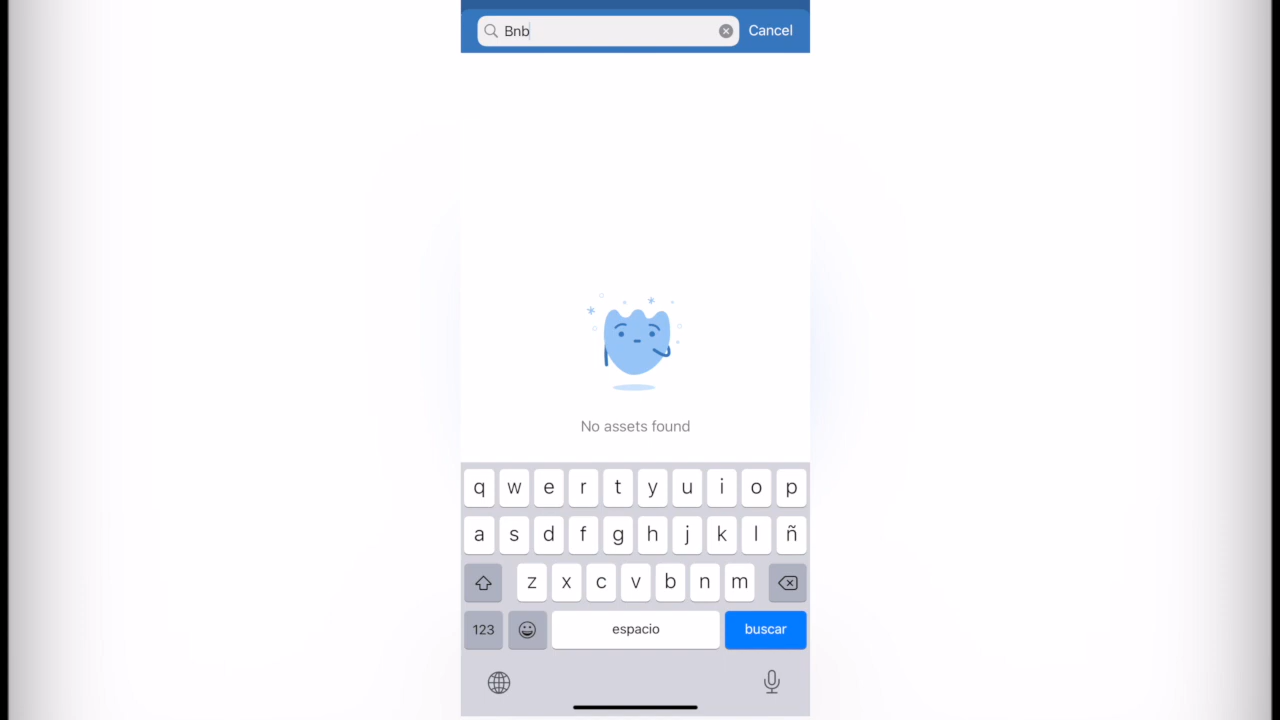 Bnb
Cancel
No assets found
q w e r t y u i o p
a s d f g h j k l ñ
z x c v b n m
123 espacio buscar